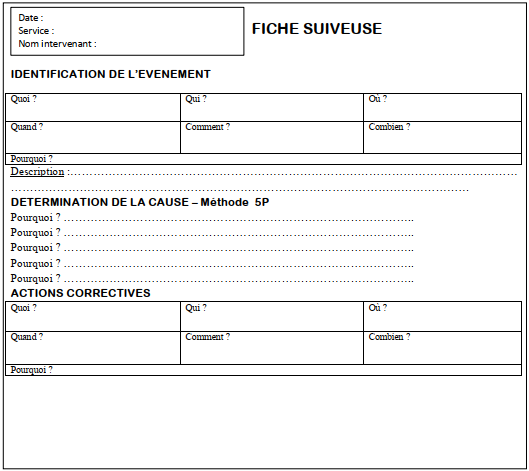 Date :
Service :
Nom intervenant :
FICHE SUIVEUSE
IDENTIFICATION DE L'EVENEMENT
Quoi ? Qui ? Où ?
Quand ? Comment ? Combien ?
Pourquoi ?
Description :……………………………………………………………………………………………………
……………………………………………………………………………………………………
DETERMINATION DE LA CAUSE – Méthode 5P
Pourquoi ? ………………………………………………………………………………..
Pourquoi ? ………………………………………………………………………………..
Pourquoi ? ………………………………………………………………………………..
Pourquoi ? ………………………………………………………………………………..
Pourquoi ? ………………………………………………………………………………..
ACTIONS CORRECTIVES
Quoi ? Qui ? Où ?
Quand ? Comment ? Combien ?
Pourquoi ?